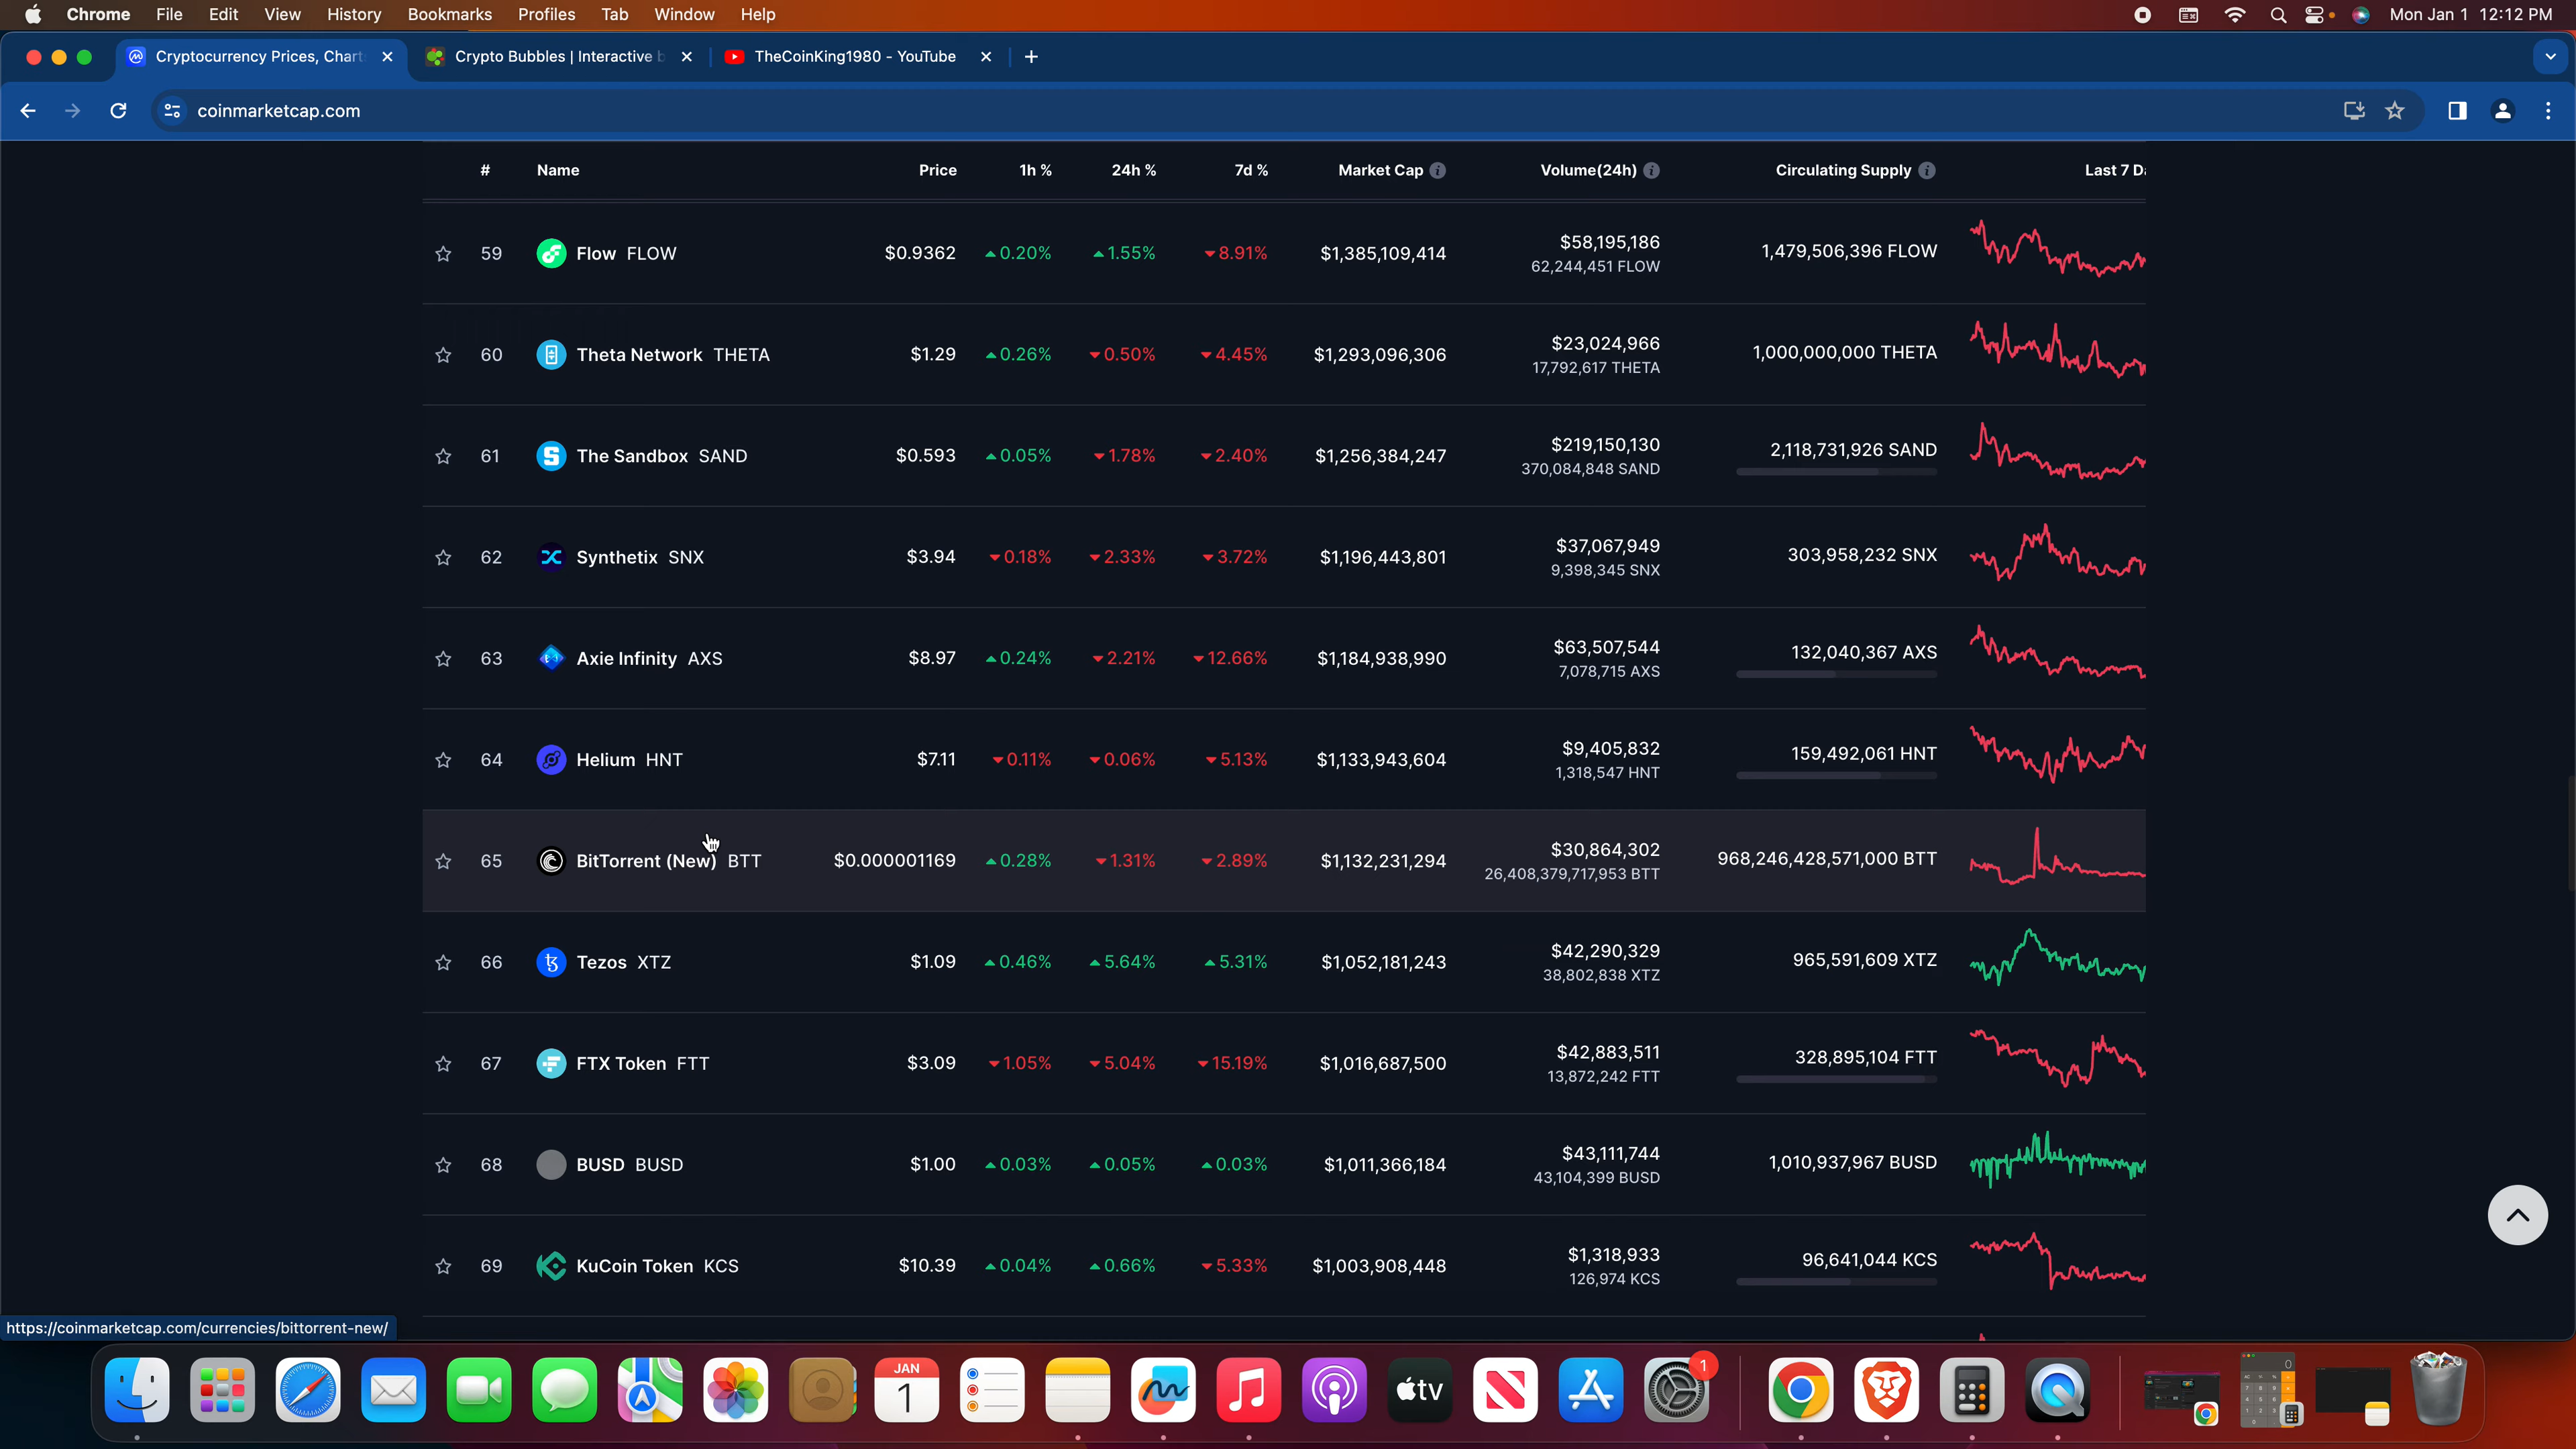 Chrome File Edit View History Bookmarks Profiles Tab Window Help Mon Jan 1 12:12 PM
Cryptocurrency Prices, Chart Crypto Bubbles | Interactive b TheCoinKing1980 - YouTube
coinmarketcap.com
# Name Price 1h % 24h % 7d % Market Cap Volume(24h) Circulating Supply Last 7 Da
59 Flow FLOW $0.9362 0.20% 1.55% 8.91% $1,385,109,414 $58,195,186 1,479,506,396 FLOW
62,244,451 FLOW
60 Theta Network THETA $1.29 0.26% 0.50% 4.45% $1,293,096,306 $23,024,966 1,000,000,000 THETA
17,792,617 THETA
61 The Sandbox SAND $0.593 0.05% 1.78% 2.40% $1,256,384,247 $219,150,130 2,118,731,926 SAND
370,084,848 SAND
62 Synthetix SNX $3.94 0.18% 2.33% 3.72% $1,196,443,801 $37,067,949 303,958,232 SNX
9,398,345 SNX
63 Axie Infinity AXS $8.97 0.24% 2.21% 12.66% $1,184,938,990 $63,507,544 132,040,367 AXS
7,078,715 AXS
64 Helium HNT $7.11 0.11% 0.06% 5.13% $1,133,943,604 $9,405,832 159,492,061 HNT
1,318,547 HNT
65 BitTorrent (New) BTT $0.000001169 0.28% 1.31% 2.89% $1,132,231,294 $30,864,302 968,246,428,571,000 BTT
26,408,379,717,953 BTT
66 Tezos XTZ $1.09 0.46% 5.64% 5.31% $1,052,181,243 $42,290,329 965,591,609 XTZ
38,802,838 XTZ
67 FTX Token FTT $3.09 1.05% 5.04% 15.19% $1,016,687,500 $42,883,511 328,895,104 FTT
13,872,242 FTT
68 BUSD BUSD $1.00 0.03% 0.05% 0.03% $1,011,366,184 $43,111,744 1,010,937,967 BUSD
43,104,399 BUSD
69 KuCoin Token KCS $10.39 0.04% 0.66% 5.33% $1,003,908,448 $1,318,933 96,641,044 KCS
126,974 KCS
https://coinmarketcap.com/currencies/bittorrent-new/
JAN
1
tv
1